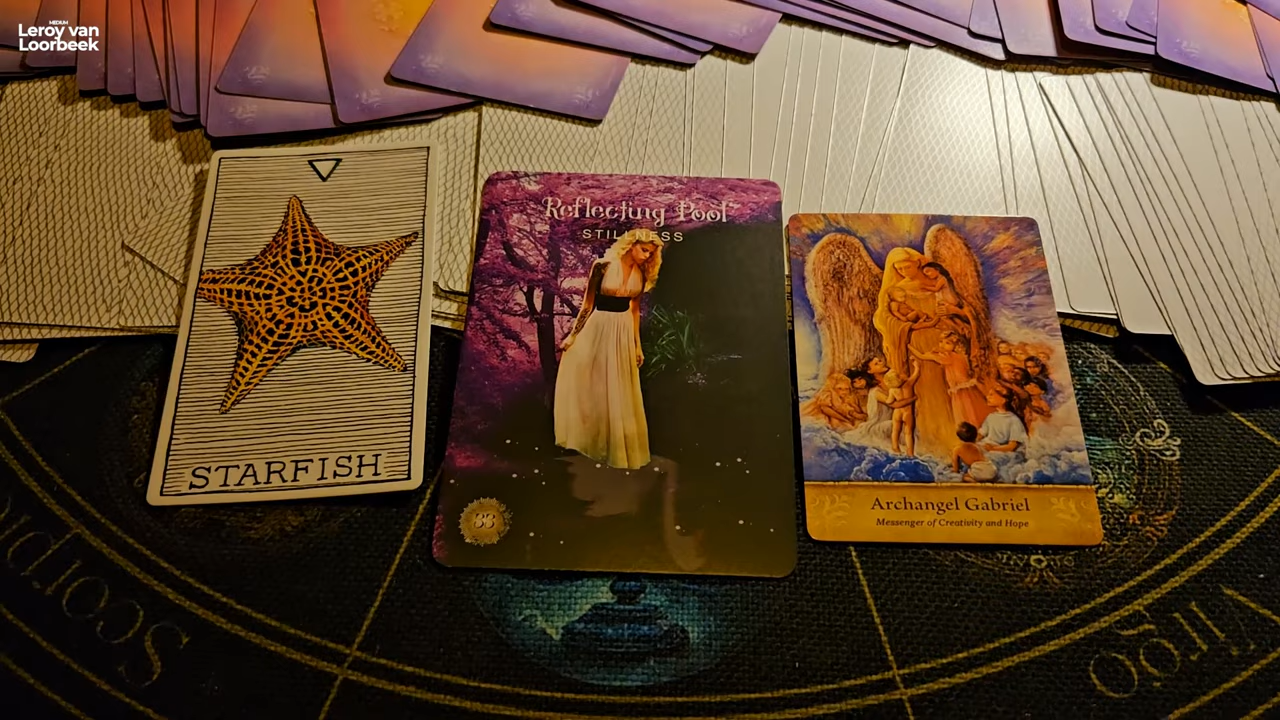 MEDIUM
Leroy van
Loorbeek
STARFISH
Reflecting Pool
STILLNESS
33
Archangel Gabriel
Messenger of Creativity and Hope
Scorpio
Virgo